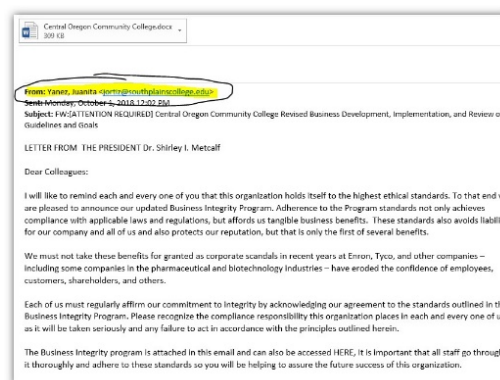 Central Oregon Community College.docx
309 KB
From: Yanez, Juanita <jortiz@southplainscollege.edu>
Sent: Monday, October 1, 2018 12:02 PM
Subject: FW:[ATTENTION REQUIRED] Central Oregon Community College Revised Business Development, Implementation, and Review o
Guidelines and Goals
LETTER FROM THE PRESIDENT Dr. Shirley I. Metcalf
Dear Colleagues:
I will like to remind each and every one of you that this organization holds itself to the highest ethical standards. To that end w
are pleased to announce our updated Business Integrity Program. Adherence to the Program standards not only achieves
compliance with applicable laws and regulations, but affords us tangible business benefits. These standards also avoids liabili
for our company and all of us and also protects our reputation, but that is only the first of several benefits.
We must not take these benefits for granted as corporate scandals in recent years at Enron, Tyco, and other companies –
including some companies in the pharmaceutical and biotechnology industries – have eroded the confidence of employees,
customers, shareholders, and others.
Each of us must regularly affirm our commitment to integrity by acknowledging our agreement to the standards outlined in th
Business Integrity Program. Please recognize the compliance responsibility this organization places in each and every one of u
as it will be taken seriously and any failure to act in accordance with the principles outlined herein.
The Business Integrity program is attached in this email and can also be accessed HERE, It is important that all staff go throug
it thoroughly and adhere to these standards so you will be helping to assure the future success of this organization.